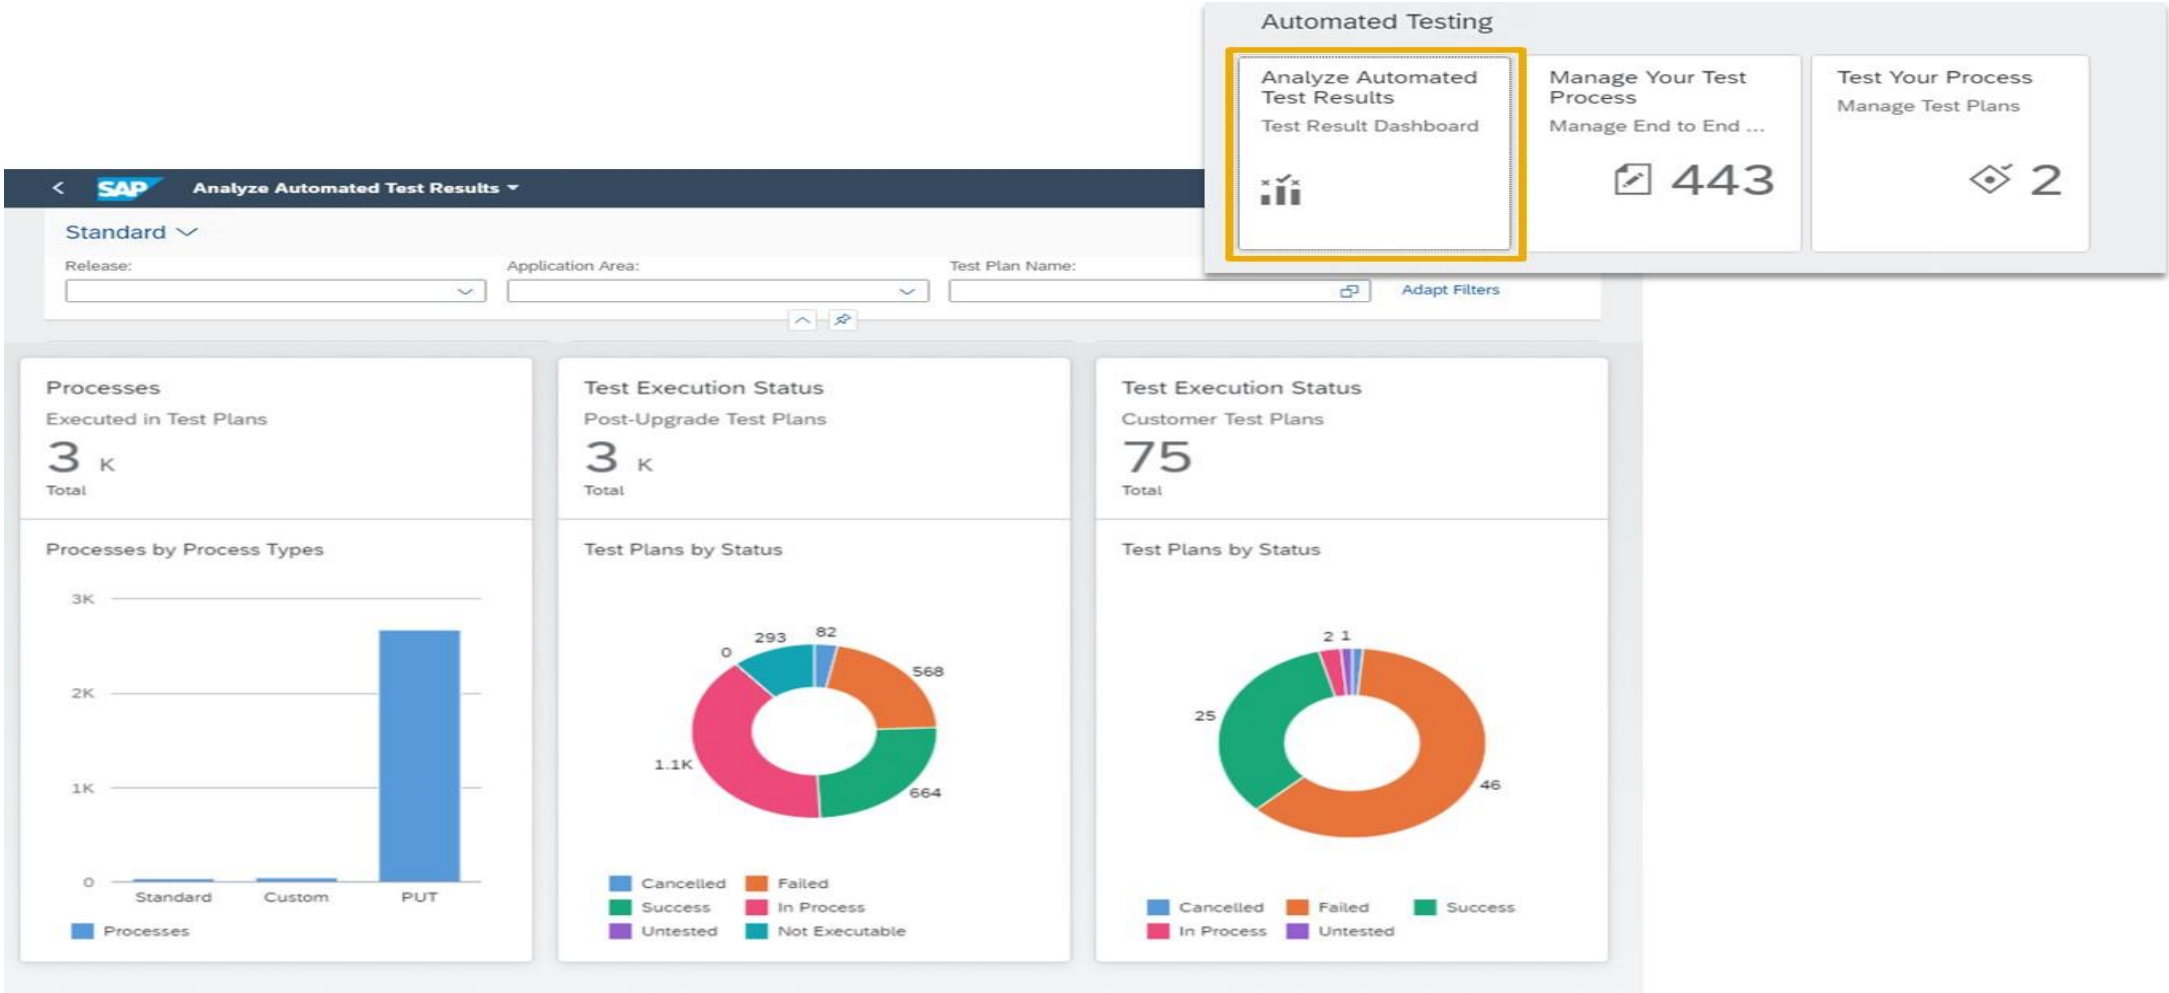 Automated Testing
Analyze Automated
Test Results
Test Result Dashboard
Manage Your Test
Process
Manage End to End ...
443
Test Your Process
Manage Test Plans
2
SAP
Analyze Automated Test Results
Standard
Release:
Application Area:
Test Plan Name:
Adapt Filters
Processes
Executed in Test Plans
3 K
Total
Processes by Process Types
3K
2K
1K
0
Standard
Custom
PUT
Processes
Test Execution Status
Post-Upgrade Test Plans
3 K
Total
Test Plans by Status
293
82
0
568
1.1K
664
Cancelled
Failed
Success
In Process
Untested
Not Executable
Test Execution Status
Customer Test Plans
75
Total
Test Plans by Status
2 1
25
46
Cancelled
Failed
Success
In Process
Untested